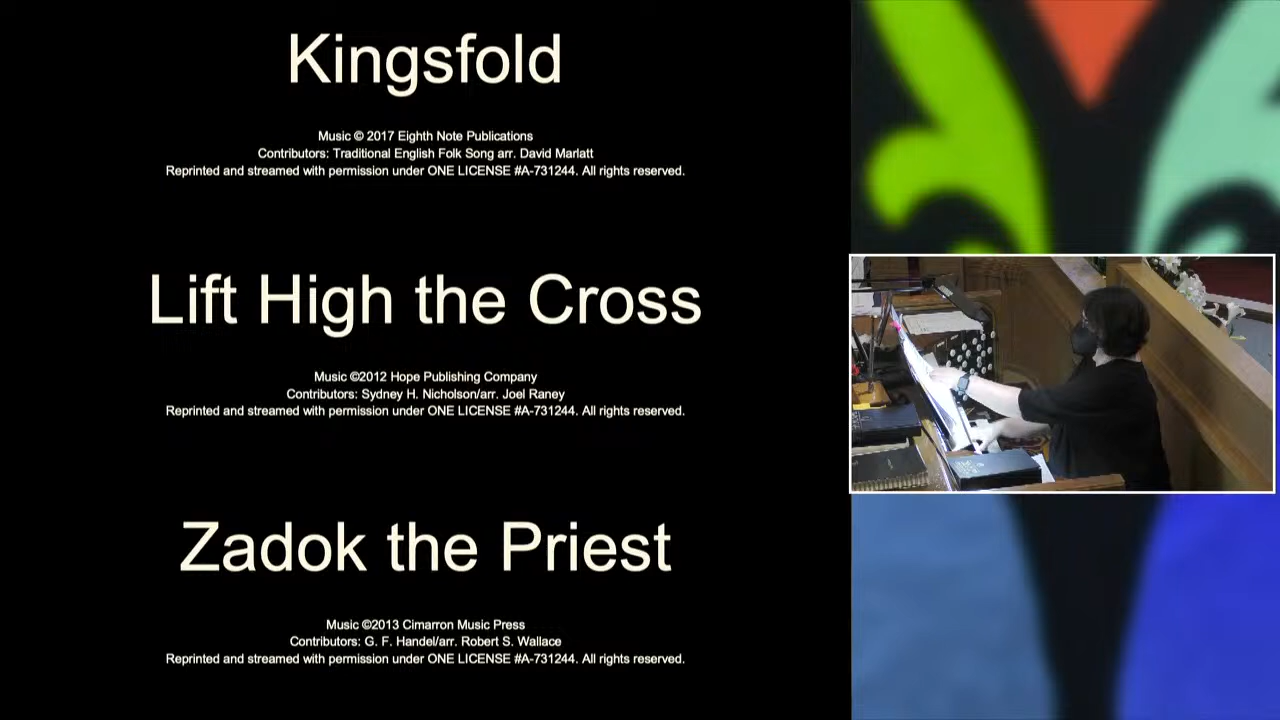 Kingsfold
Music © 2017 Eighth Note Publications
Contributors: Traditional English Folk Song arr. David Marlatt
Reprinted and streamed with permission under ONE LICENSE #A-731244. All rights reserved.
Lift High the Cross
Music ©2012 Hope Publishing Company
Contributors: Sydney H. Nicholson/arr. Joel Raney
Reprinted and streamed with permission under ONE LICENSE #A-731244. All rights reserved.
Zadok the Priest
Music ©2013 Cimarron Music Press
Contributors: G. F. Handel/arr. Robert S. Wallace
Reprinted and streamed with permission under ONE LICENSE #A-731244. All rights reserved.